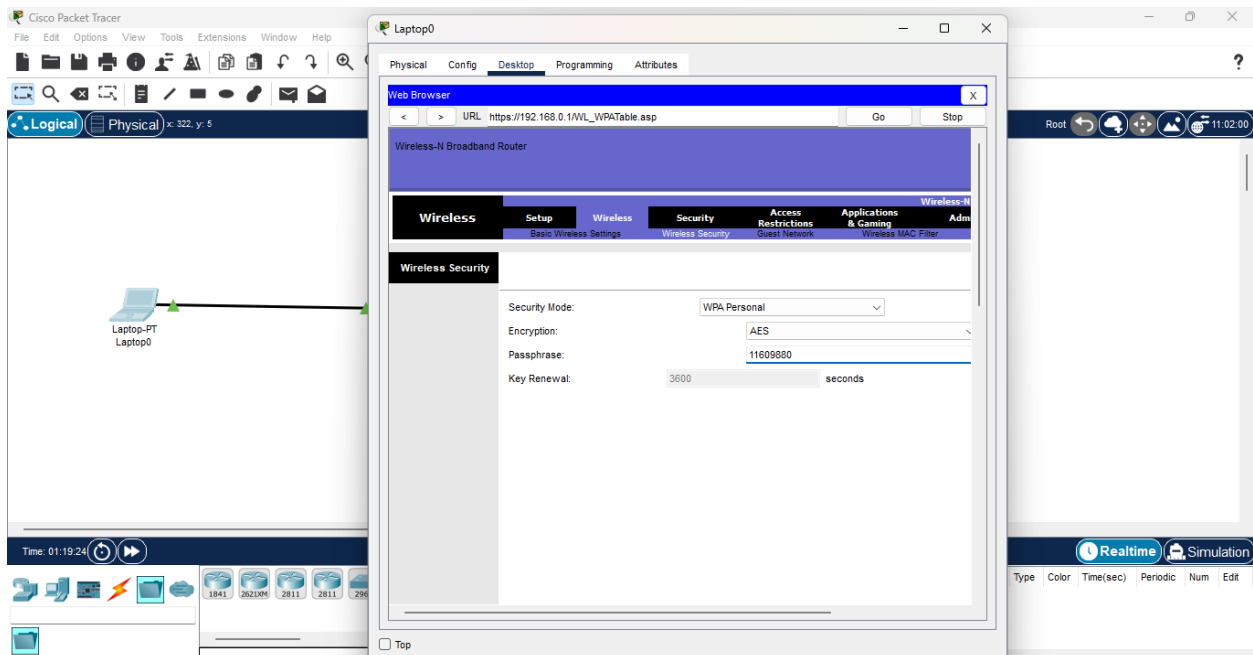 Cisco Packet Tracer
File Edit Options View Tools Extensions Window Help
Logical Physical x: 322, y: 5
Root 11:02:00
Laptop-PT
Laptop0
Laptop0
Physical Config Desktop Programming Attributes
Web Browser X
< > URL https://192.168.0.1/WL_WPATable.asp Go Stop
Wireless-N Broadband Router
Wireless-N
Wireless Setup Wireless Security Access Restrictions Applications & Gaming Adm
Basic Wireless Settings Wireless Security Guest Network Wireless MAC Filter
Wireless Security
Security Mode: WPA Personal
Encryption: AES
Passphrase: 11609880
Key Renewal: 3600 seconds
Top
Time: 01:19:24
Realtime Simulation
1841 2621XM 2811 2811 296
Type Color Time(sec) Periodic Num Edit
?